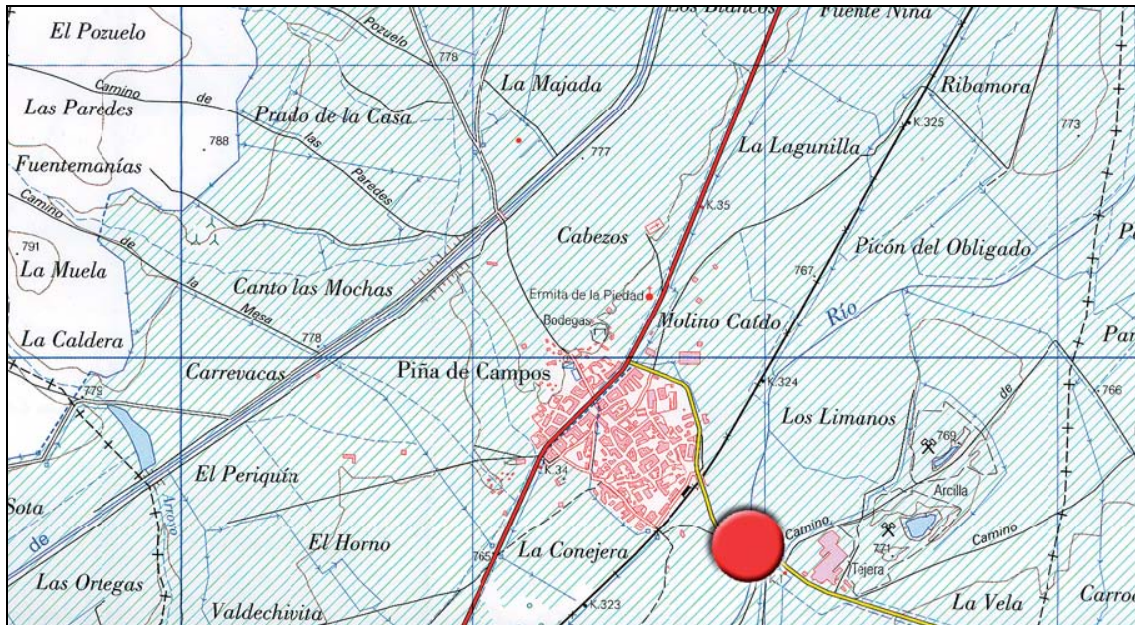 El Pozuelo
Pozuelo
Los Blancos
Fuente Niña
778
La Majada
Ribamora
Camino de las Paredes
Las Paredes
Prado de la Casa
K.325
773
788
777
La Lagunilla
Fuentemanías
Camino de la Mesa
K.35
Cabezos
Picón del Obligado
791
La Muela
767
Canto las Mochas
Ermita de la Piedad
Bodegas
Molino Caído
Río
La Caldera
778
Carrevacas
Piña de Campos
K.324
766
775
Los Limanos
de
769
El Periquín
K.34
Arcilla
Sota
Arroyo
de
El Horno
La Conejera
Camino
771
Camino
765
Tejera
Las Ortegas
K.1
Valdechivita
K.323
La Vela